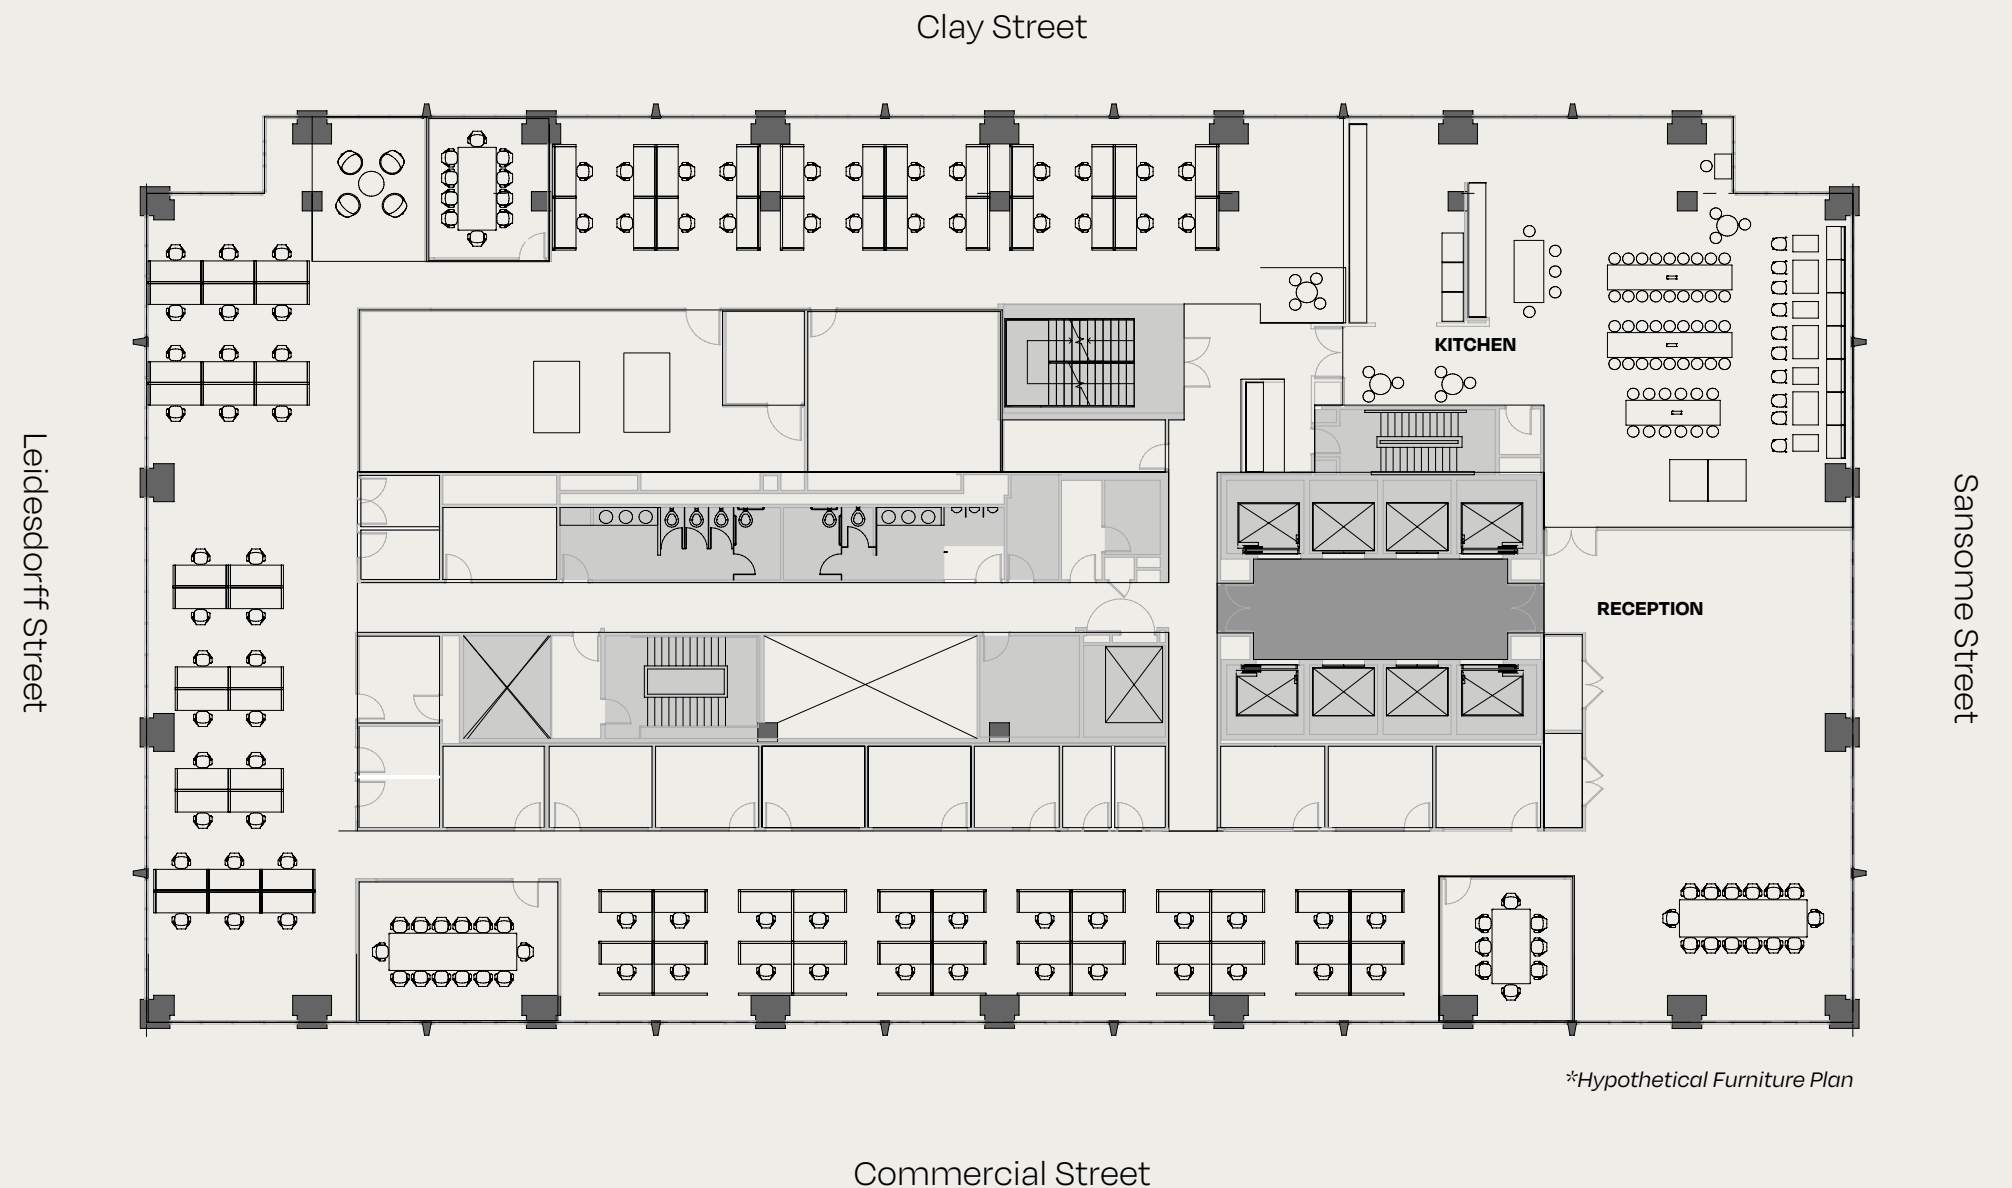 Clay Street
Leidesdorff Street
KITCHEN
Sansome Street
RECEPTION
*Hypothetical Furniture Plan
Commercial Street